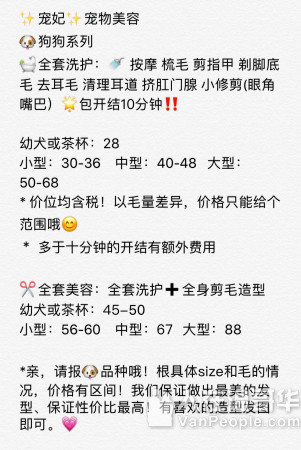 ✨宠妃✨宠物美容
🐶狗狗系列
🛀全套洗护：🚿 按摩 梳毛 剪指甲 剃脚底
毛 去耳毛 清理耳道 挤肛门腺 小修剪(眼角
嘴巴）🌟包开结10分钟‼️
幼犬或茶杯：28
小型：30-36 中型：40-48 大型：
50-68
* 价位均含税！以毛量差异，价格只能给个
范围哦😊
* 多于十分钟的开结有额外费用
✂️全套美容：全套洗护➕全身剪毛造型
幼犬或茶杯：45–50
小型：56-60 中型：67 大型：88
*亲，请报🐶品种哦！根具体size和毛的情
况，价格有区间！我们保证做出最美的发
型、保证性价比最高！有喜欢的造型发图
即可。💗
VanPeople.com